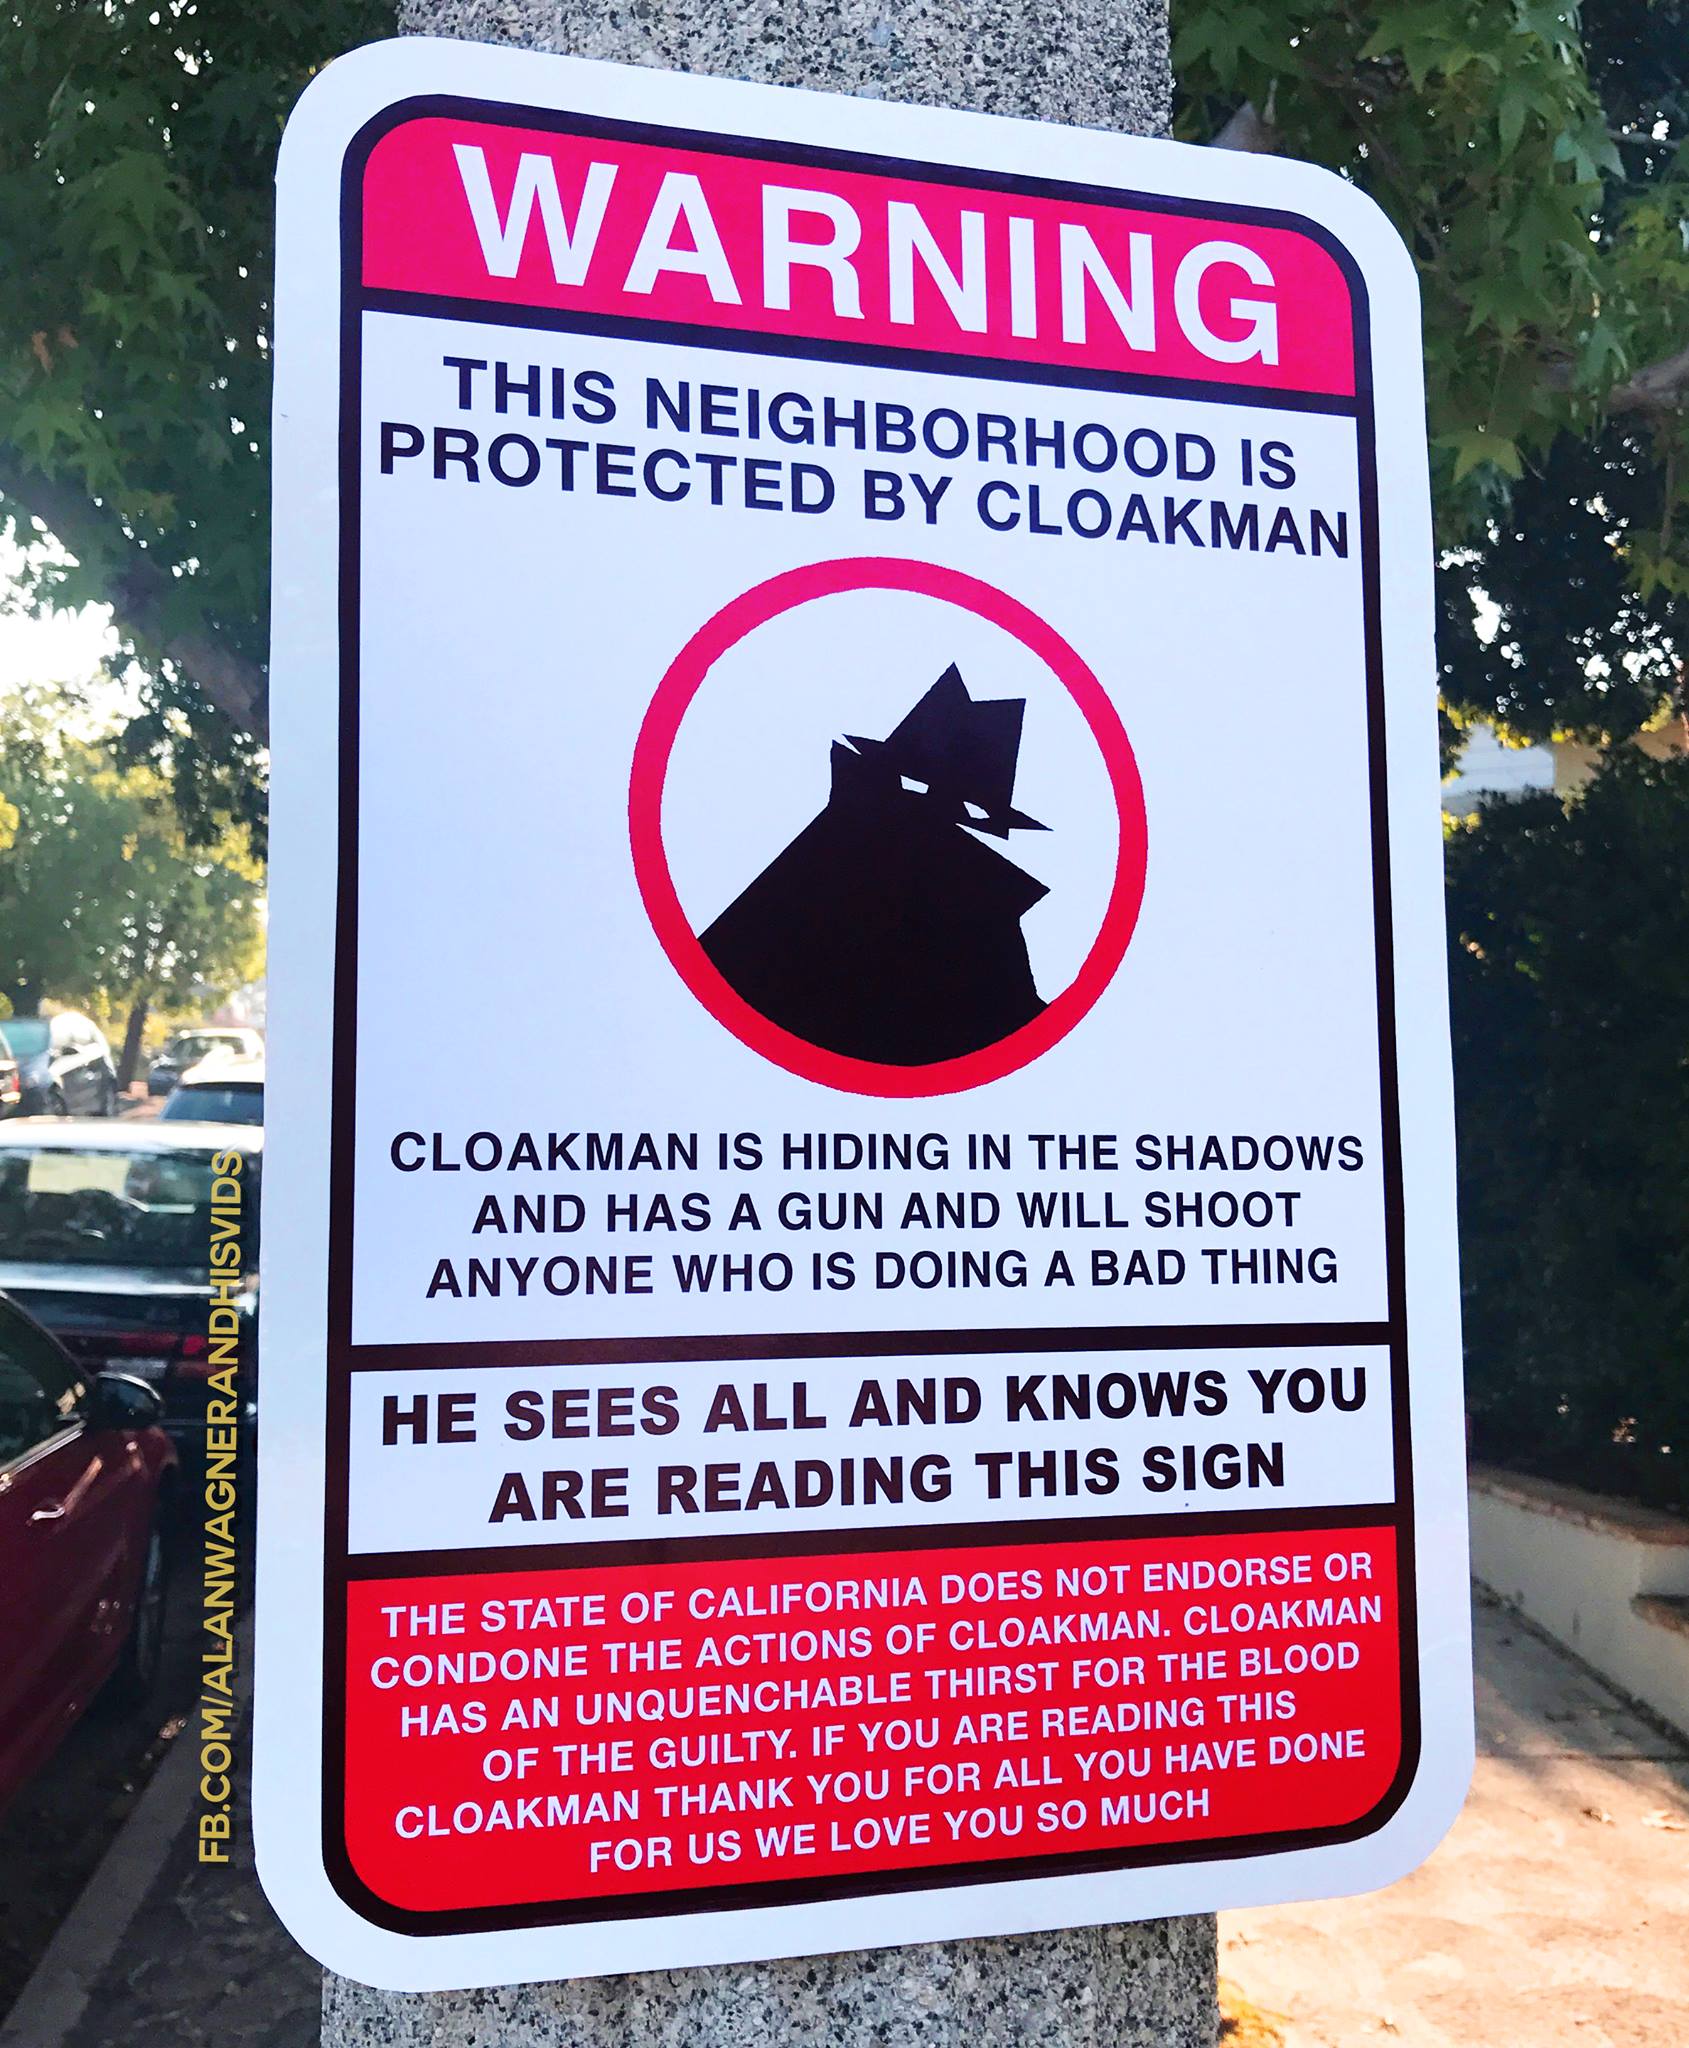 WARNING
THIS NEIGHBORHOOD IS
PROTECTED BY CLOAKMAN
CLOAKMAN IS HIDING IN THE SHADOWS
AND HAS A GUN AND WILL SHOOT
ANYONE WHO IS DOING A BAD THING
HE SEES ALL AND KNOWS YOU
ARE READING THIS SIGN
THE STATE OF CALIFORNIA DOES NOT ENDORSE OR
CONDONE THE ACTIONS OF CLOAKMAN. CLOAKMAN
HAS AN UNQUENCHABLE THIRST FOR THE BLOOD
OF THE GUILTY. IF YOU ARE READING THIS
CLOAKMAN THANK YOU FOR ALL YOU HAVE DONE
FOR US WE LOVE YOU SO MUCH
FB.COM/ALANWAGNERANDHISVIDS